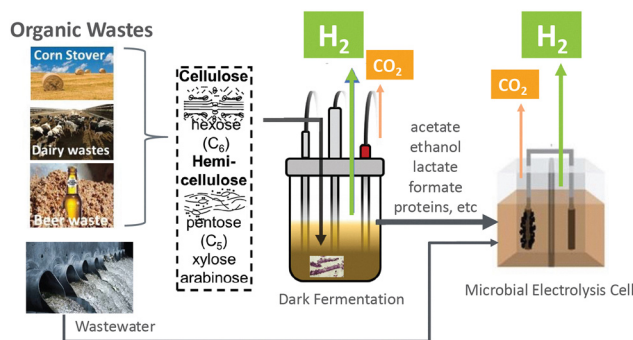 Organic Wastes
Corn Stover
Dairy wastes
Beer waste
Wastewater
Cellulose
hexose
(C6)
Hemi-
cellulose
pentose
(C5)
xylose
arabinose
H2
CO2
Dark Fermentation
acetate
ethanol
lactate
formate
proteins, etc
H2
CO2
Microbial Electrolysis Cell